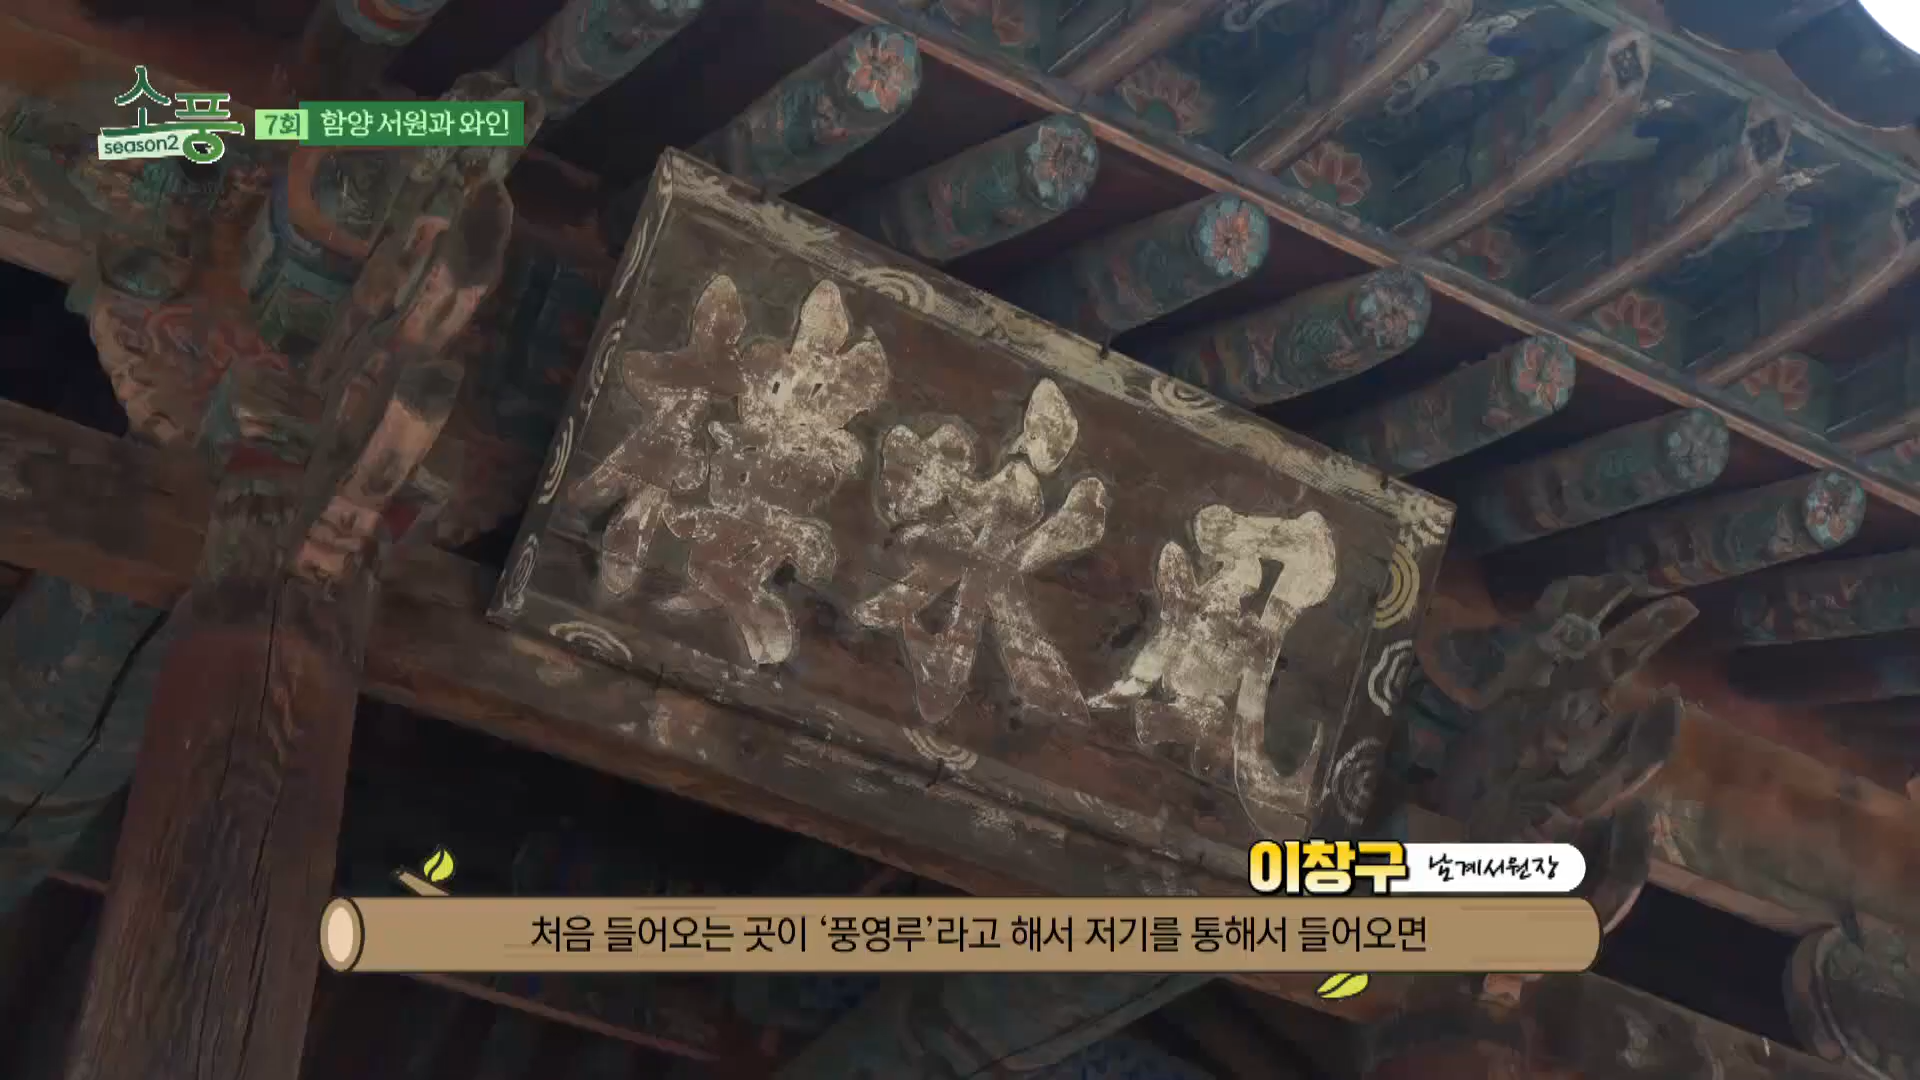 소풍
season2
7회 함양 서원과 와인
風咏樓
이창구 남계서원장
처음 들어오는 곳이 ‘풍영루’라고 해서 저기를 통해서 들어오면